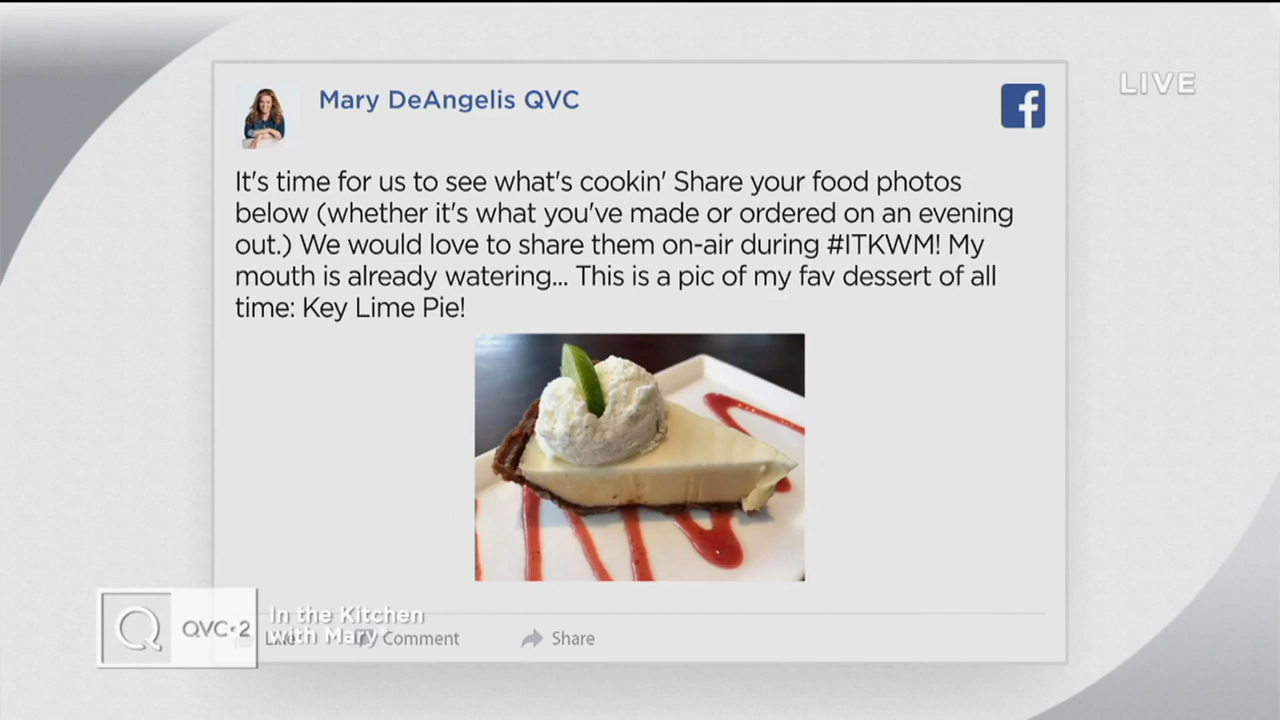 Mary DeAngelis QVC
LIVE
It's time for us to see what's cookin' Share your food photos
below (whether it's what you've made or ordered on an evening
out.) We would love to share them on-air during #ITKWM! My
mouth is already watering... This is a pic of my fav dessert of all
time: Key Lime Pie!
Q QVC•2
In the Kitchen
with Mary
Like Comment Share